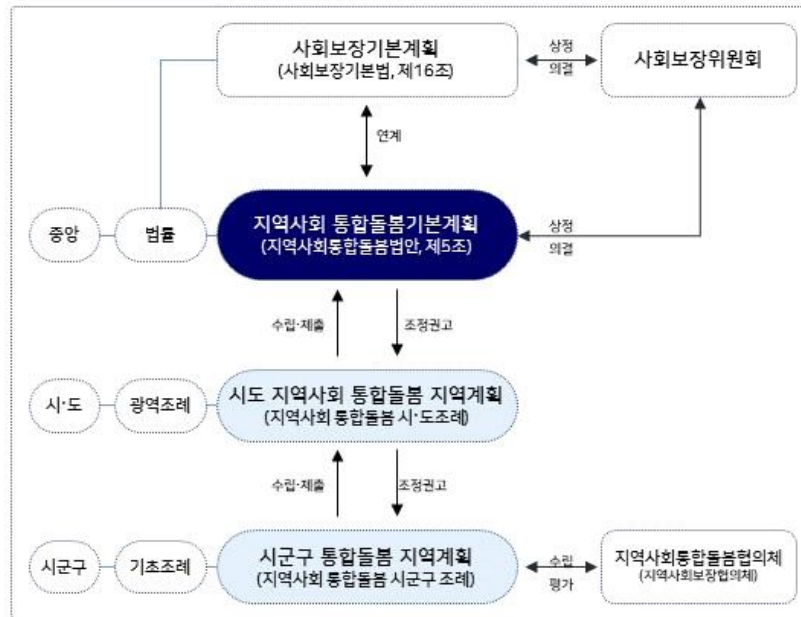 사회보장기본계획
(사회보장기본법, 제16조)
상정
의결
사회보장위원회
연계
중앙
법률
지역사회 통합돌봄기본계획
(지역사회통합돌봄법안, 제5조)
상정
의결
수립·제출
조정권고
시·도
광역조례
시도 지역사회 통합돌봄 지역계획
(지역사회 통합돌봄 시·도조례)
수립·제출
조정권고
시군구
기초조례
시군구 통합돌봄 지역계획
(지역사회 통합돌봄 시군구 조례)
수립
평가
지역사회통합돌봄협의체
(지역사회보장협의체)